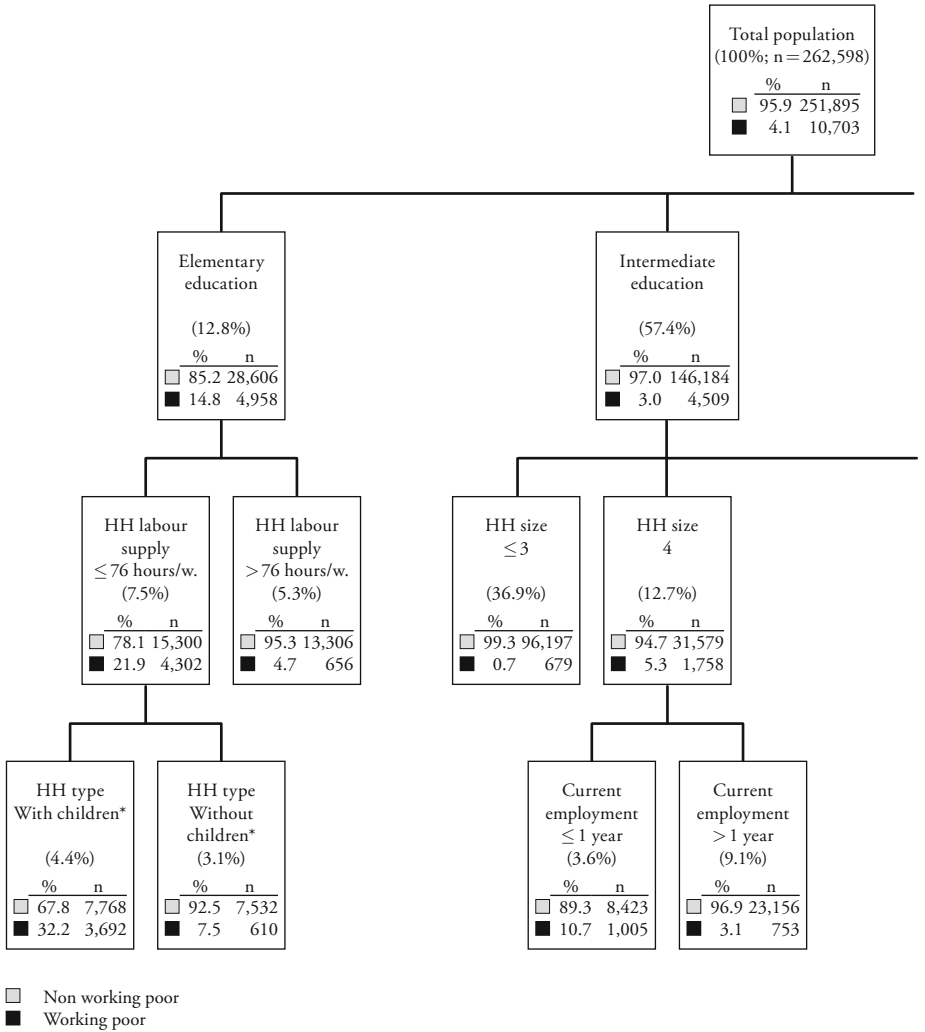 Total population
(100%; n=262,598)
% n
95.9 251,895
4.1 10,703
Elementary
education
(12.8%)
% n
85.2 28,606
14.8 4,958
Intermediate
education
(57.4%)
% n
97.0 146,184
3.0 4,509
HH labour
supply
≤76 hours/w.
(7.5%)
% n
78.1 15,300
21.9 4,302
HH labour
supply
>76 hours/w.
(5.3%)
% n
95.3 13,306
4.7 656
HH size
≤3
(36.9%)
% n
99.3 96,197
0.7 679
HH size
4
(12.7%)
% n
94.7 31,579
5.3 1,758
HH type
With children*
(4.4%)
% n
67.8 7,768
32.2 3,692
HH type
Without
children*
(3.1%)
% n
92.5 7,532
7.5 610
Current
employment
≤1 year
(3.6%)
% n
89.3 8,423
10.7 1,005
Current
employment
>1 year
(9.1%)
% n
96.9 23,156
3.1 753
Non working poor
Working poor